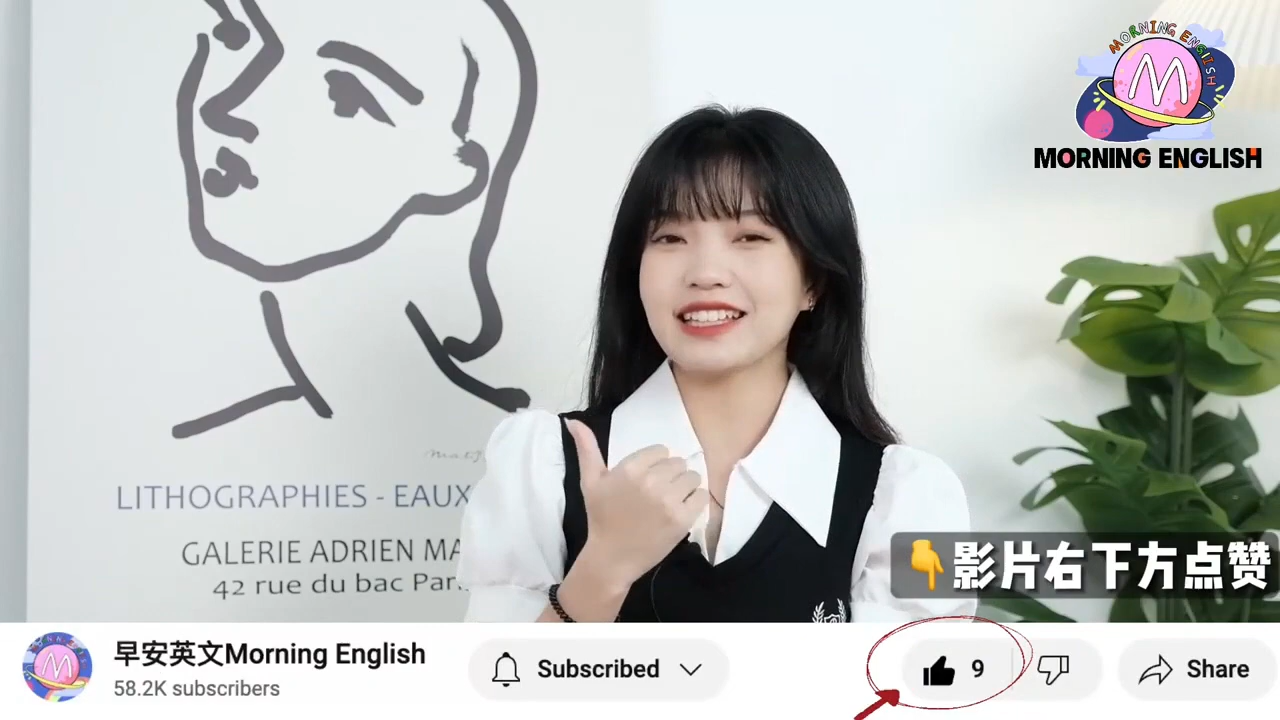 MORNING ENGLISH
M
MORNING ENGLISH
LITHOGRAPHIES - EAUX
GALERIE ADRIEN MA
42 rue du bac Par
👇影片右下方点赞
M
早安英文Morning English
58.2K subscribers
Subscribed
9
Share